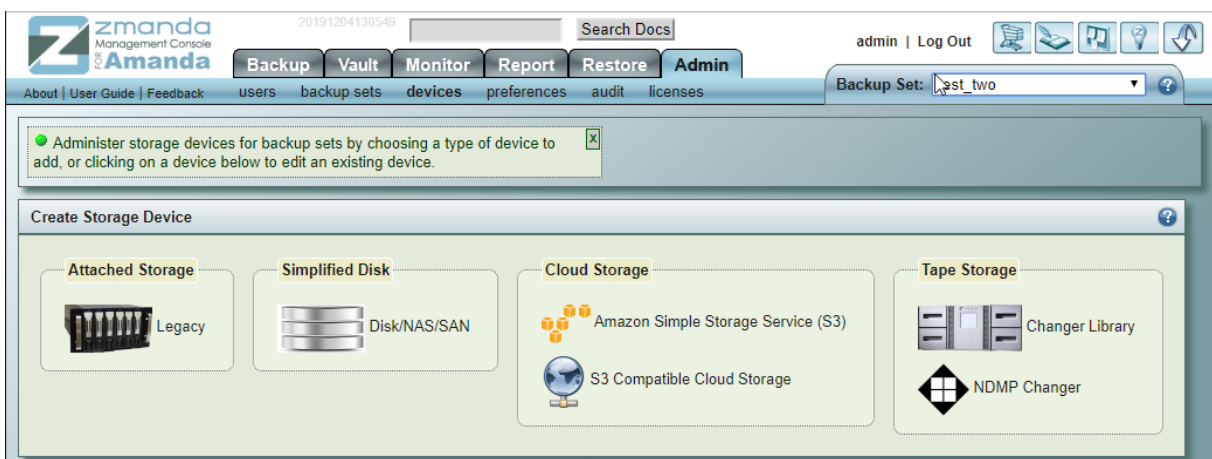 zmanda
Management Console
FOR Amanda
20191204130549
Search Docs
admin | Log Out
Backup Vault Monitor Report Restore Admin
About | User Guide | Feedback
users backup sets devices preferences audit licenses
Backup Set: est_two
Administer storage devices for backup sets by choosing a type of device to
add, or clicking on a device below to edit an existing device.
X
Create Storage Device
Attached Storage
Legacy
Simplified Disk
Disk/NAS/SAN
Cloud Storage
Amazon Simple Storage Service (S3)
S3 Compatible Cloud Storage
Tape Storage
Changer Library
NDMP Changer